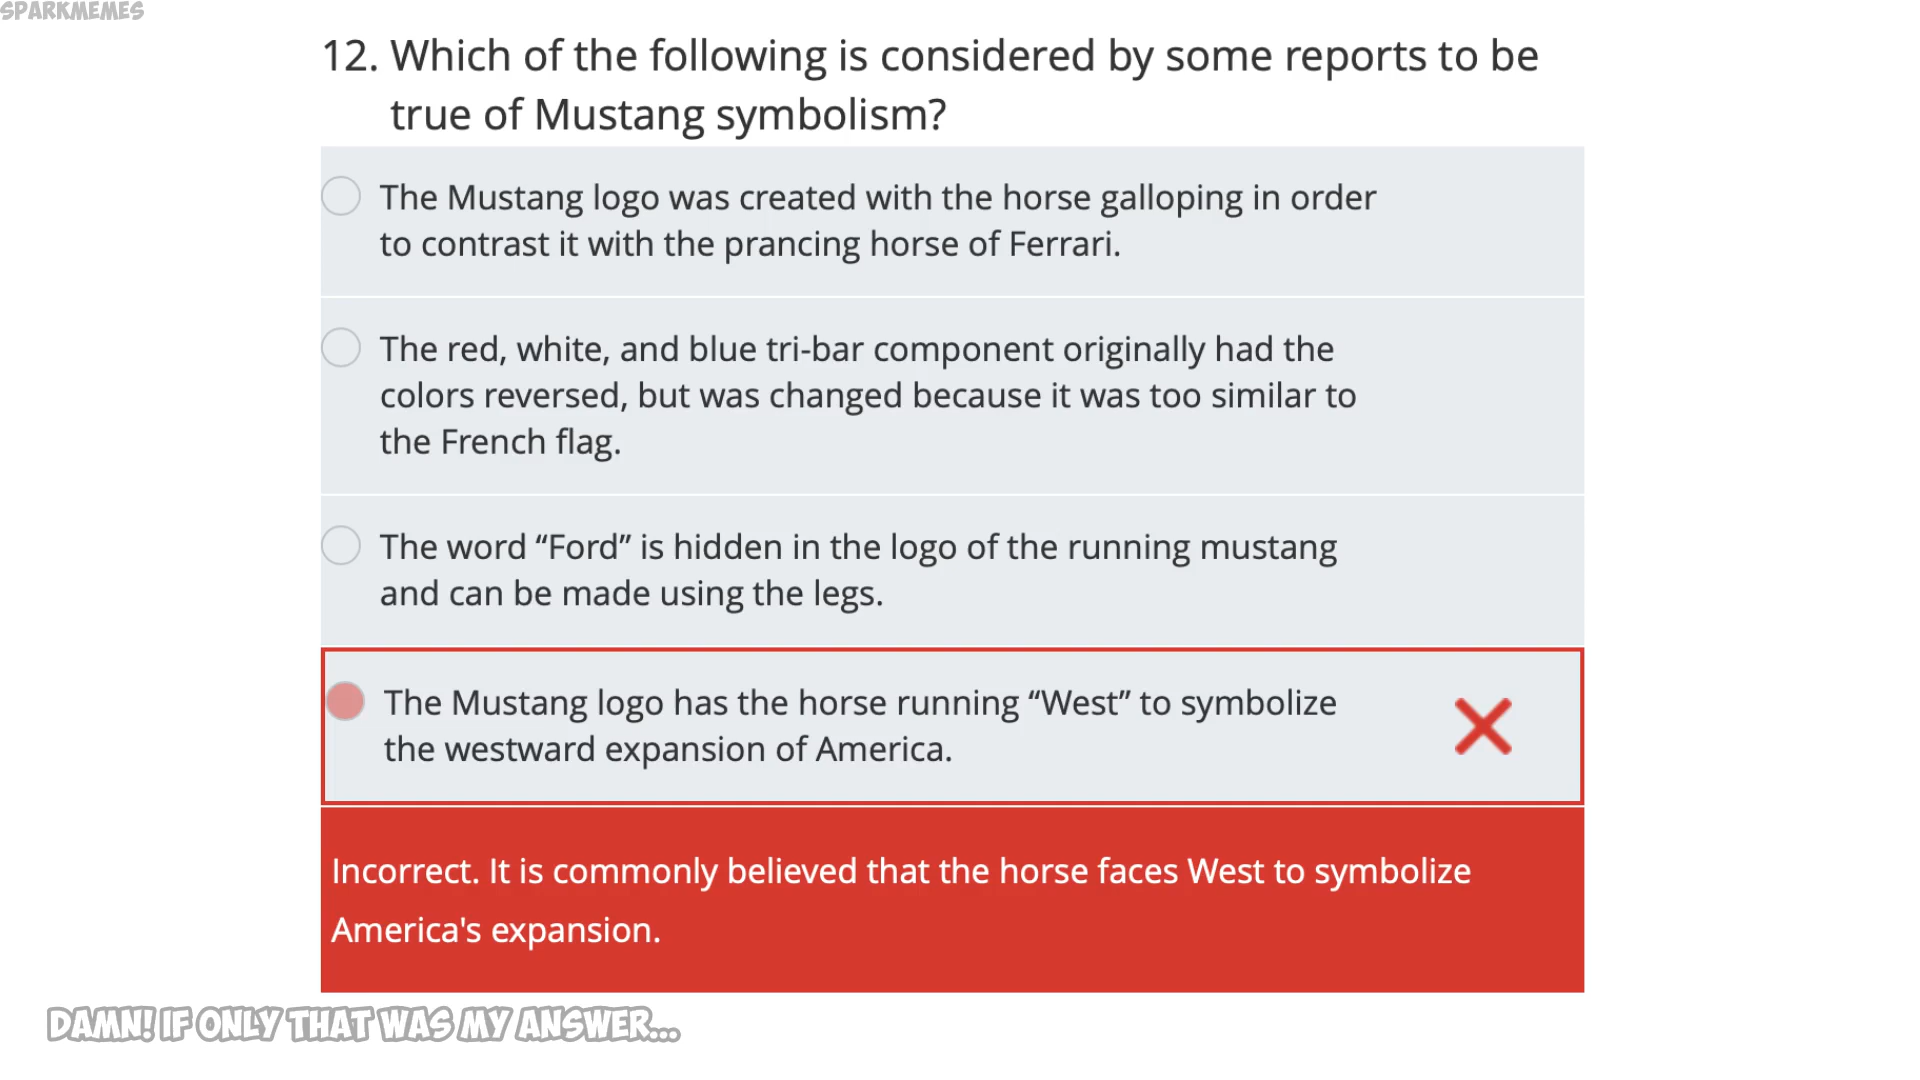 SPARKMEMES
12. Which of the following is considered by some reports to be
true of Mustang symbolism?
The Mustang logo was created with the horse galloping in order
to contrast it with the prancing horse of Ferrari.
The red, white, and blue tri-bar component originally had the
colors reversed, but was changed because it was too similar to
the French flag.
The word “Ford” is hidden in the logo of the running mustang
and can be made using the legs.
The Mustang logo has the horse running “West” to symbolize
the westward expansion of America.
Incorrect. It is commonly believed that the horse faces West to symbolize
America's expansion.
DAMN! IF ONLY THAT WAS MY ANSWER...